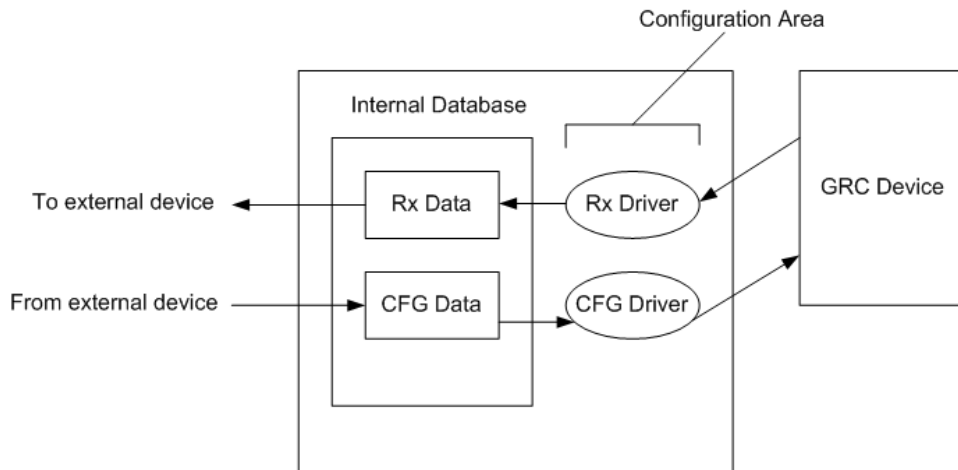 Configuration Area
Internal Database
To external device
Rx Data
Rx Driver
GRC Device
From external device
CFG Data
CFG Driver